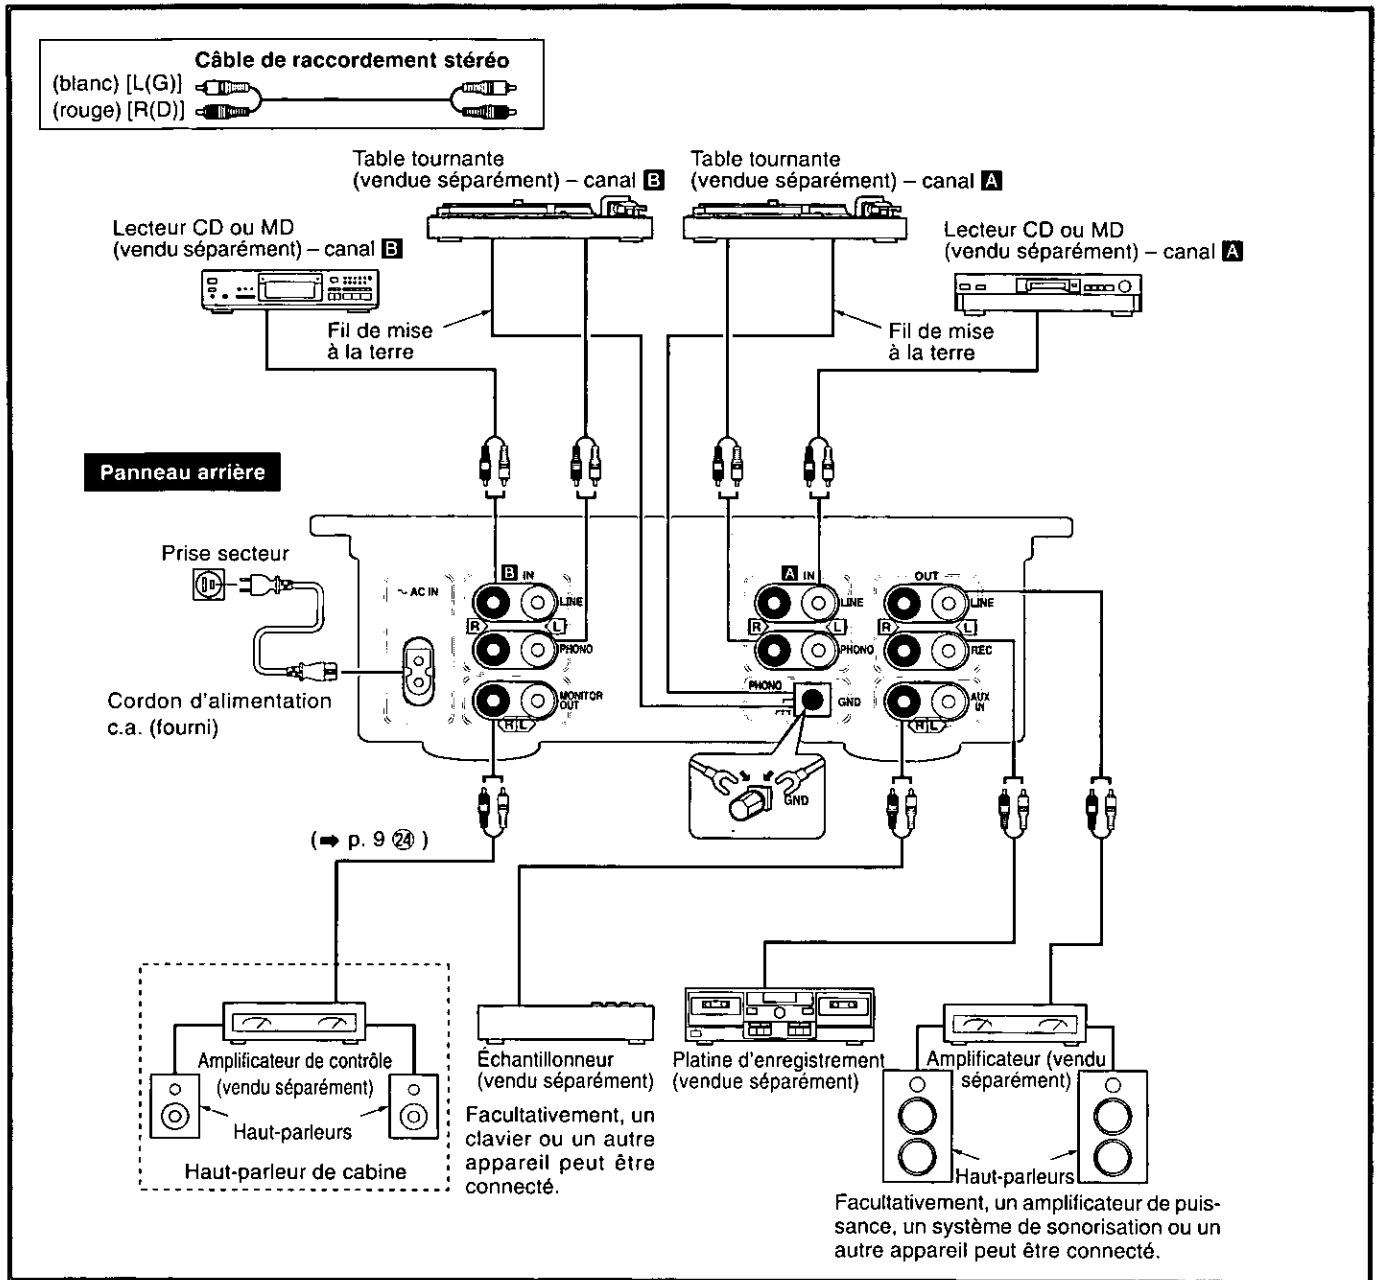 Câble de raccordement stéréo
(blanc) [L(G)]
(rouge) [R(D)]
Table tournante
(vendue séparément) – canal B
Table tournante
(vendue séparément) – canal A
Lecteur CD ou MD
(vendu séparément) – canal B
Lecteur CD ou MD
(vendu séparément) – canal A
Fil de mise
à la terre
Fil de mise
à la terre
Panneau arrière
Prise secteur
Cordon d'alimentation
c.a. (fourni)
~ AC IN
B IN
LINE
R L
PHONO
MONITOR
OUT
R L
A IN
LINE
R L
PHONO
PHONO
GND
OUT
LINE
R L
REC
AUX
IN
R L
GND
(➡ p. 9 ㉔ )
Amplificateur de contrôle
(vendu séparément)
Haut-parleurs
Haut-parleur de cabine
Échantillonneur
(vendu séparément)
Facultativement, un
clavier ou un autre
appareil peut être
connecté.
Platine d'enregistrement
(vendue séparément)
Amplificateur (vendu
séparément)
Haut-parleurs
Facultativement, un amplificateur de puis-
sance, un système de sonorisation ou un
autre appareil peut être connecté.